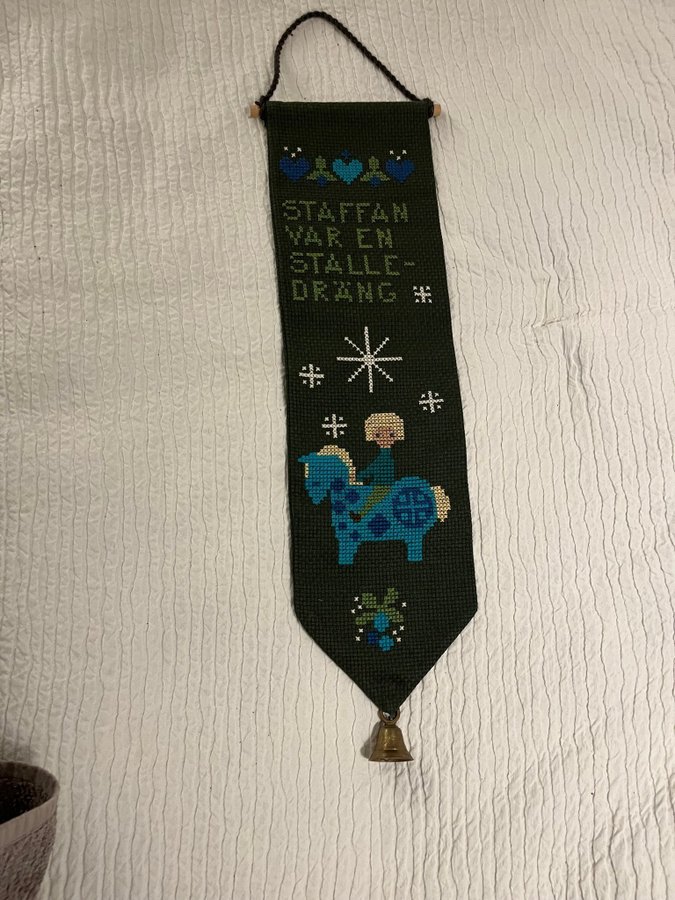 STAFFAN
VAR EN
STALLE-
DRÄNG